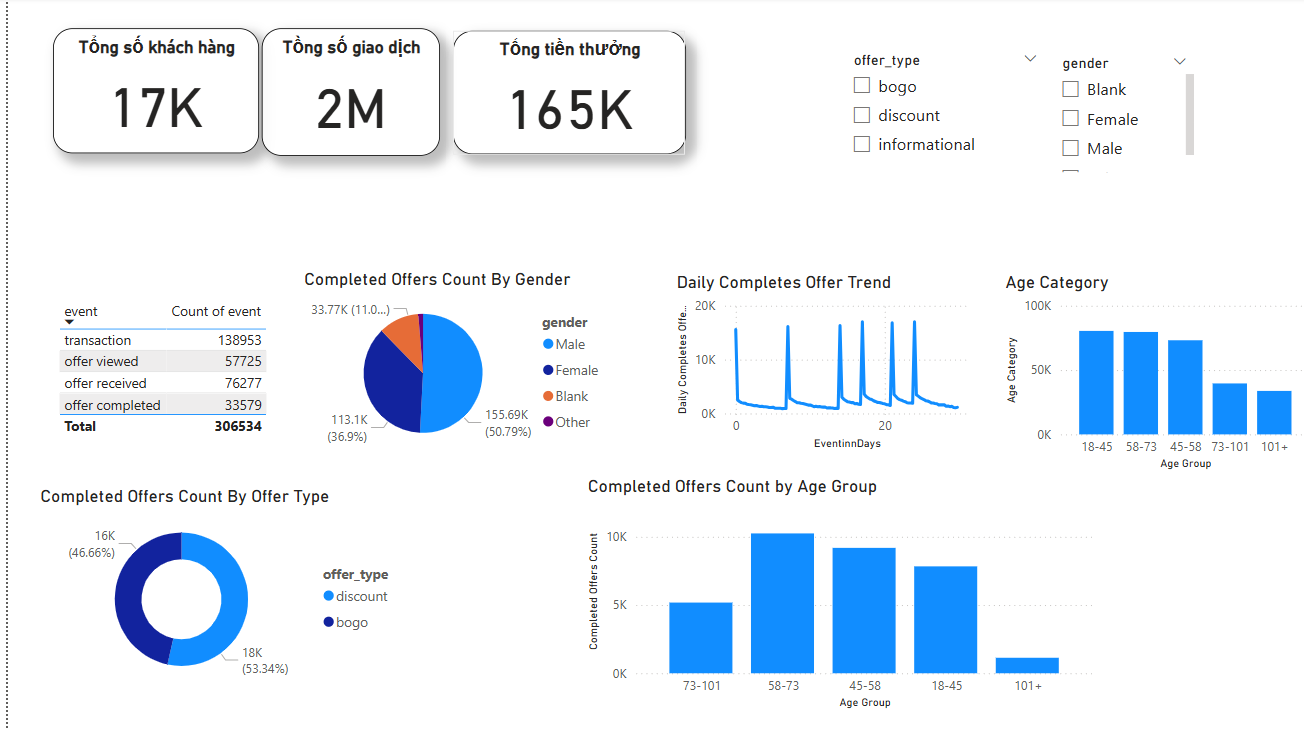 Tổng số khách hàng
17K
Tồng số giao dịch
2M
Tống tiền thưởng
165K
offer_type
bogo
discount
informational
gender
Blank
Female
Male
event
Count of event
transaction 138953
offer viewed 57725
offer received 76277
offer completed 33579
Total 306534
Completed Offers Count By Gender
33.77K (11.0...)
113.1K
(36.9%)
155.69K
(50.79%)
gender
Male
Female
Blank
Other
Daily Completes Offer Trend
Daily Completes Offe..
20K
10K
0K
0
20
EventinnDays
Age Category
Age Category
100K
50K
0K
18-45
58-73
45-58
73-101
101+
Age Group
Completed Offers Count By Offer Type
16K
(46.66%)
18K
(53.34%)
offer_type
discount
bogo
Completed Offers Count by Age Group
Completed Offers Count
10K
5K
0K
73-101
58-73
45-58
18-45
101+
Age Group